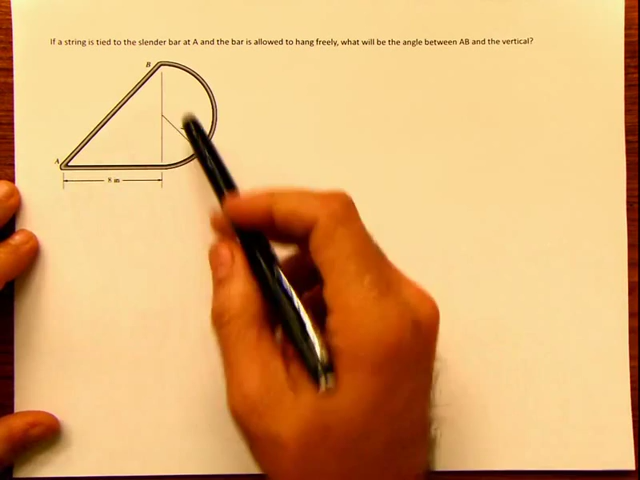 If a string is tied to the slender bar at A and the bar is allowed to hang freely, what will be the angle between AB and the vertical?
B
A
8 in